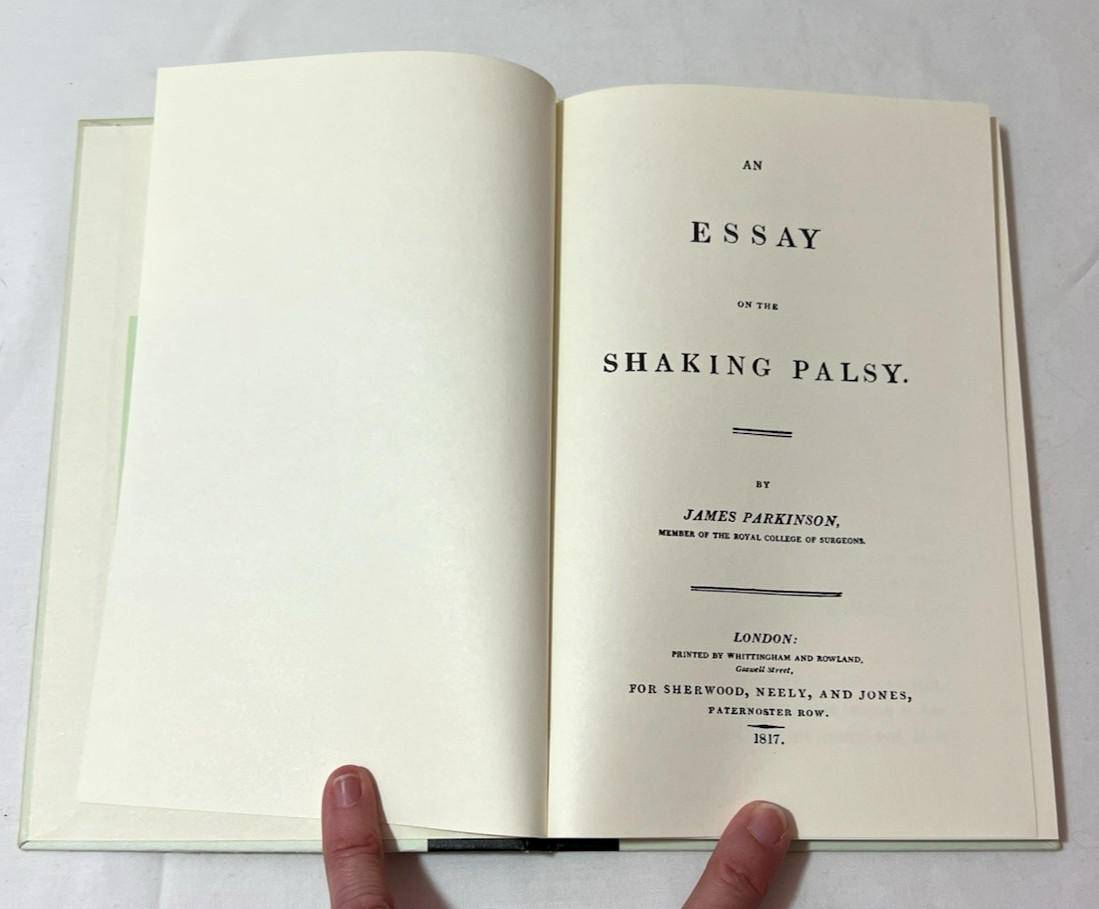 AN
ESSAY
ON THE
SHAKING PALSY.
BY
JAMES PARKINSON,
MEMBER OF THE ROYAL COLLEGE OF SURGEONS.
LONDON:
PRINTED BY WHITTINGHAM AND ROWLAND,
Goswell Street,
FOR SHERWOOD, NEELY, AND JONES,
PATERNOSTER ROW.
1817.